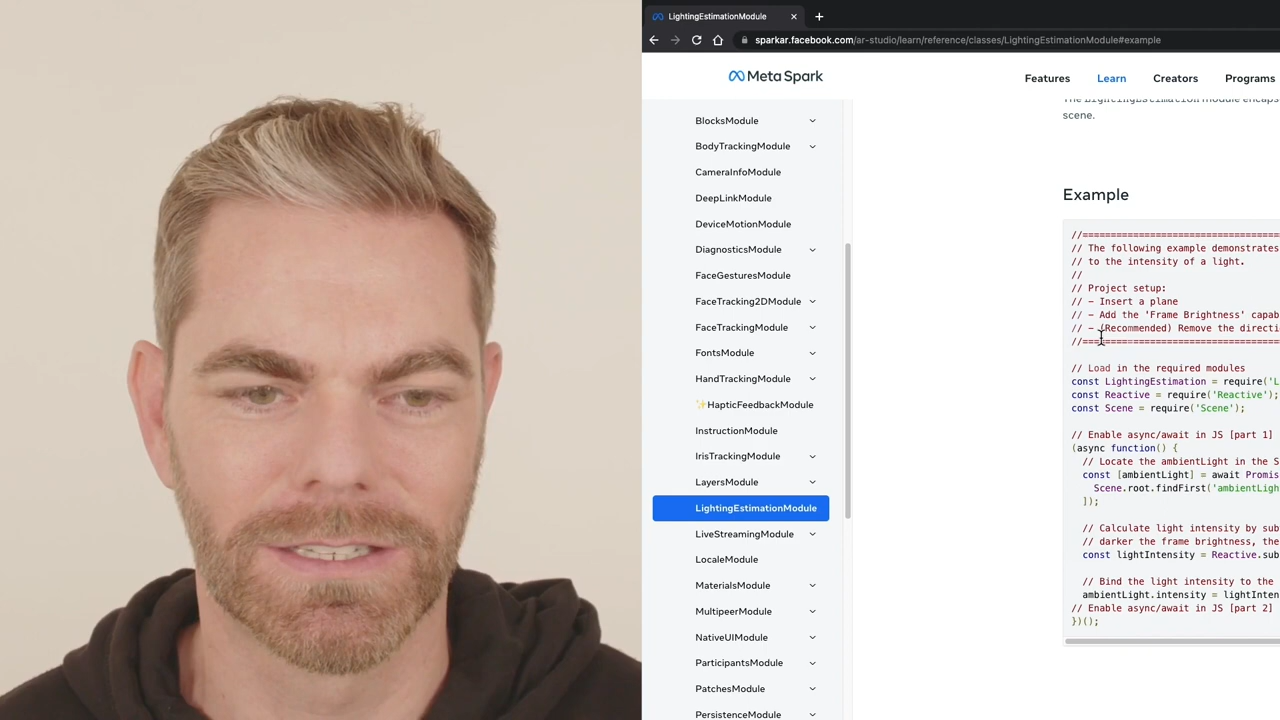 LightingEstimationModule
sparkar.facebook.com/ar-studio/learn/reference/classes/LightingEstimationModule#example
Meta Spark
Features
Learn
Creators
Programs
BlocksModule
BodyTrackingModule
CameraInfoModule
DeepLinkModule
DeviceMotionModule
DiagnosticsModule
FaceGesturesModule
FaceTracking2DModule
FaceTrackingModule
FontsModule
HandTrackingModule
✨HapticFeedbackModule
InstructionModule
IrisTrackingModule
LayersModule
LightingEstimationModule
LiveStreamingModule
LocaleModule
MaterialsModule
MultipeerModule
NativeUIModule
ParticipantsModule
PatchesModule
PersistenceModule
The LightingEstimation module encaps
scene.
Example
//===================================
// The following example demonstrates
// to the intensity of a light.
//
// Project setup:
// - Insert a plane
// - Add the 'Frame Brightness' capab
// - (Recommended) Remove the directi
//===================================
// Load in the required modules
const LightingEstimation = require('L
const Reactive = require('Reactive');
const Scene = require('Scene');
// Enable async/await in JS [part 1]
(async function() {
// Locate the ambientLight in the S
const [ambientLight] = await Promis
Scene.root.findFirst('ambientLigh
]);
// Calculate light intensity by sub
// darker the frame brightness, the
const lightIntensity = Reactive.sub
// Bind the light intensity to the
ambientLight.intensity = lightInten
// Enable async/await in JS [part 2]
})();